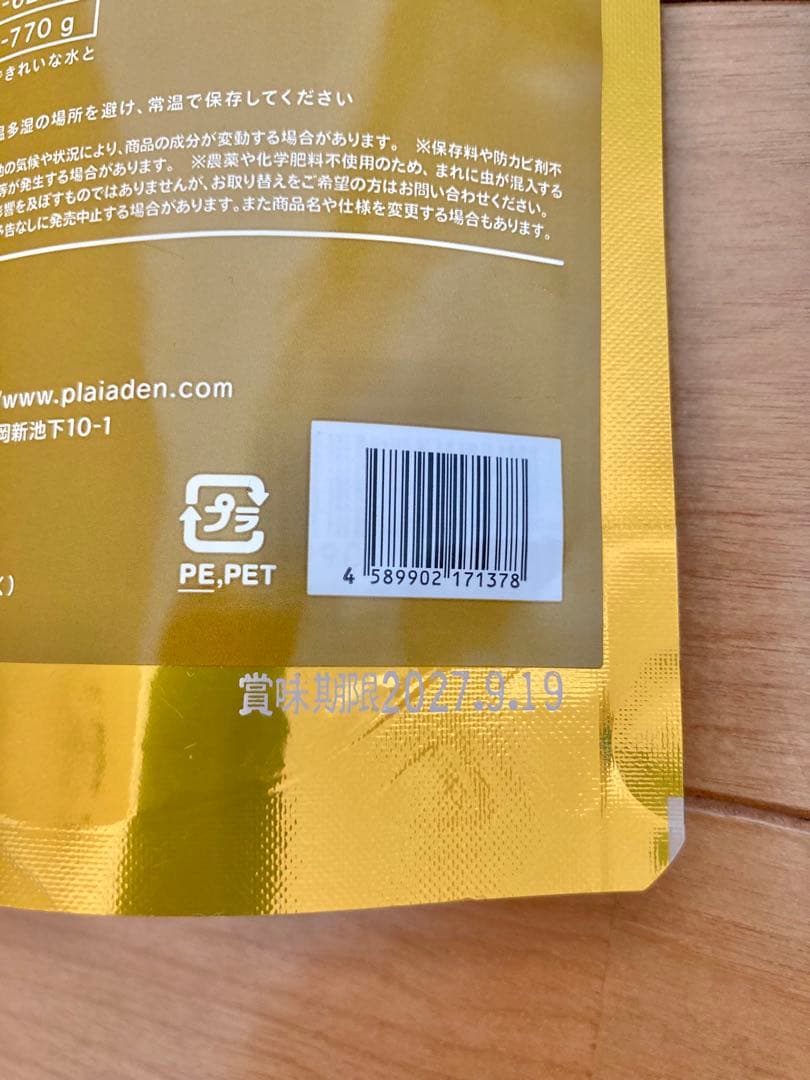 -770 g
きれいな水と
温多湿の場所を避け、常温で保存してください
他の気候や状況により、商品の成分が変動する場合があります。 ※保存料や防カビ剤不
等が発生する場合があります。 ※農薬や化学肥料不使用のため、まれに虫が混入する
影響を及ぼすものではありませんが、お取り替えをご希望の方はお問い合わせください。
予告なしに発売中止する場合があります。また商品名や仕様を変更する場合もあります。
/www.plaiaden.com
岡新池下10-1
プラ
PE,PET
4 589902 171378
賞味期限2027.9.19